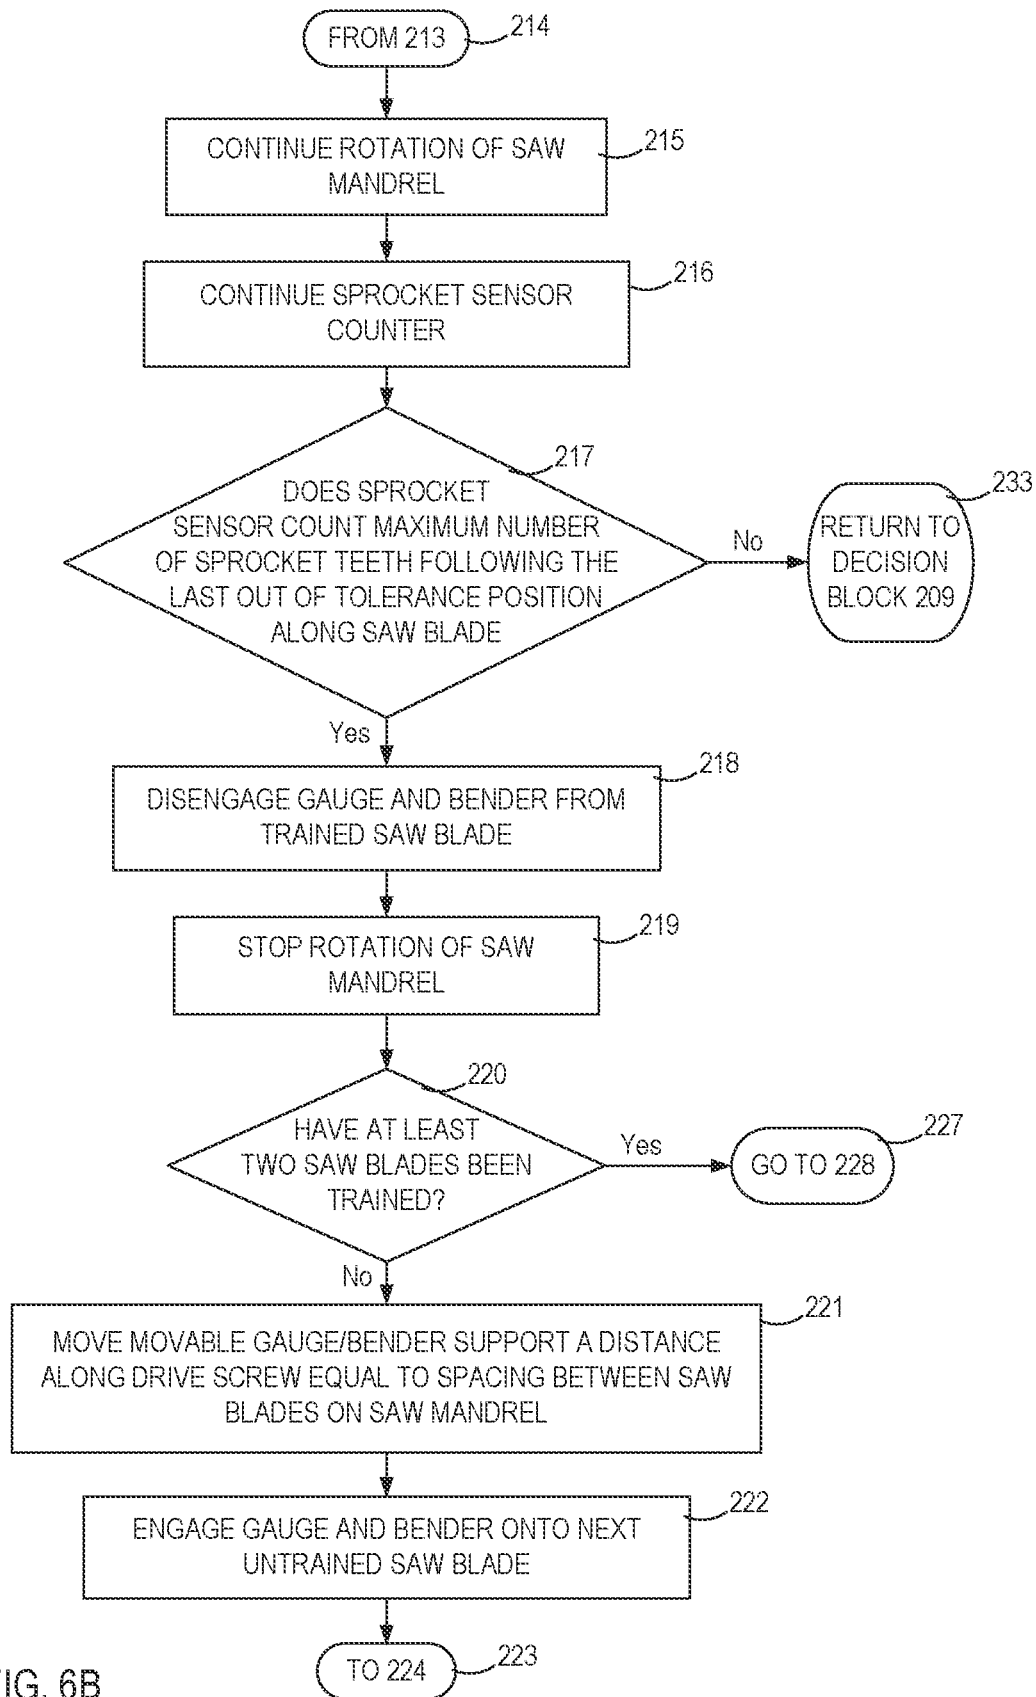 FROM 213
214
CONTINUE ROTATION OF SAW
MANDREL
215
CONTINUE SPROCKET SENSOR
COUNTER
216
DOES SPROCKET
SENSOR COUNT MAXIMUM NUMBER
OF SPROCKET TEETH FOLLOWING THE
LAST OUT OF TOLERANCE POSITION
ALONG SAW BLADE
217
No
RETURN TO
DECISION
BLOCK 209
233
Yes
DISENGAGE GAUGE AND BENDER FROM
TRAINED SAW BLADE
218
STOP ROTATION OF SAW
MANDREL
219
HAVE AT LEAST
TWO SAW BLADES BEEN
TRAINED?
220
Yes
GO TO 228
227
No
MOVE MOVABLE GAUGE/BENDER SUPPORT A DISTANCE
ALONG DRIVE SCREW EQUAL TO SPACING BETWEEN SAW
BLADES ON SAW MANDREL
221
ENGAGE GAUGE AND BENDER ONTO NEXT
UNTRAINED SAW BLADE
222
TO 224
223
FIG. 6B